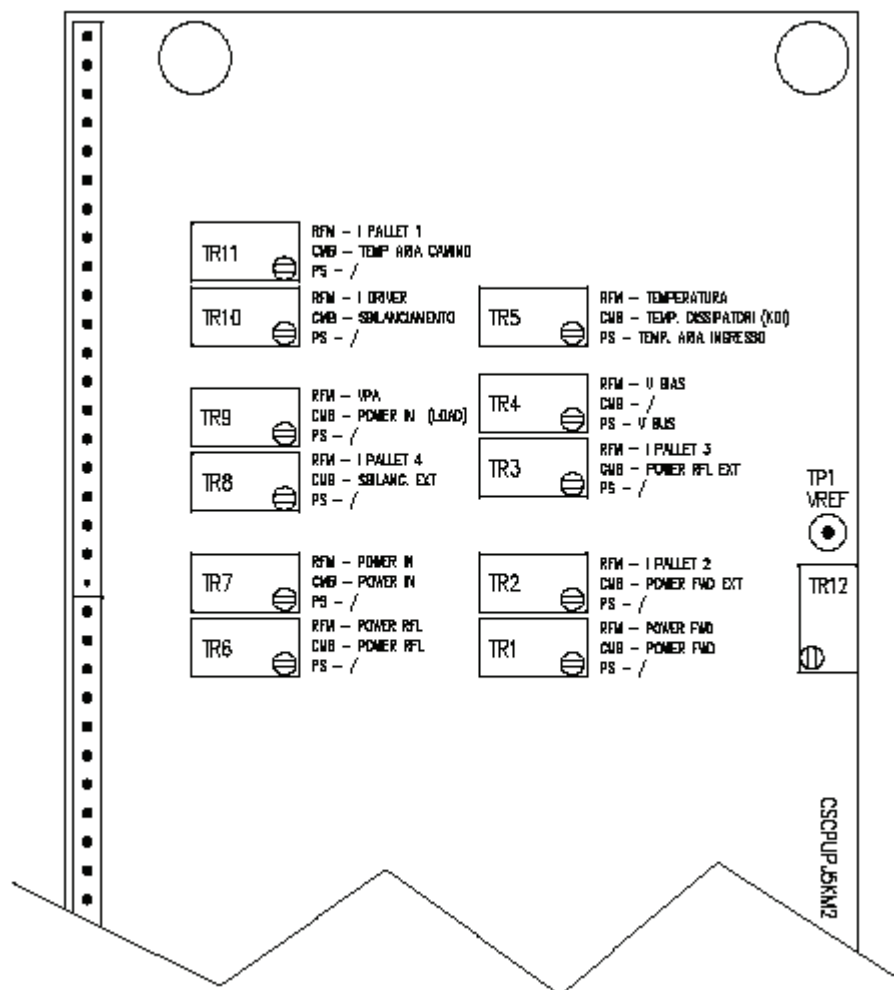 TR11
RFM - I PALLET 1
CMB - TEMP ARIA CAMINO
PS - /
TR10
RFM - I DRIVER
CMB - SBILANCIAMENTO
PS - /
TR5
RFM - TEMPERATURA
CMB - TEMP. DISSIPATORI (KDI)
PS - TEMP. ARIA INGRESSO
TR9
RFM - VPA
CMB - POWER IN (LOAD)
PS - /
TR4
RFM - V BIAS
CMB - /
PS - V BUS
TR8
RFM - I PALLET 4
CMB - SBILANC. EXT
PS - /
TR3
RFM - I PALLET 3
CMB - POWER RFL EXT
PS - /
TP1
VREF
TR7
RFM - POWER IN
CMB - POWER IN
PS - /
TR2
RFM - I PALLET 2
CMB - POWER FWD EXT
PS - /
TR12
TR6
RFM - POWER RFL
CMB - POWER RFL
PS - /
TR1
RFM - POWER FWD
CMB - POWER FWD
PS - /
CSCPUPJ5KM2